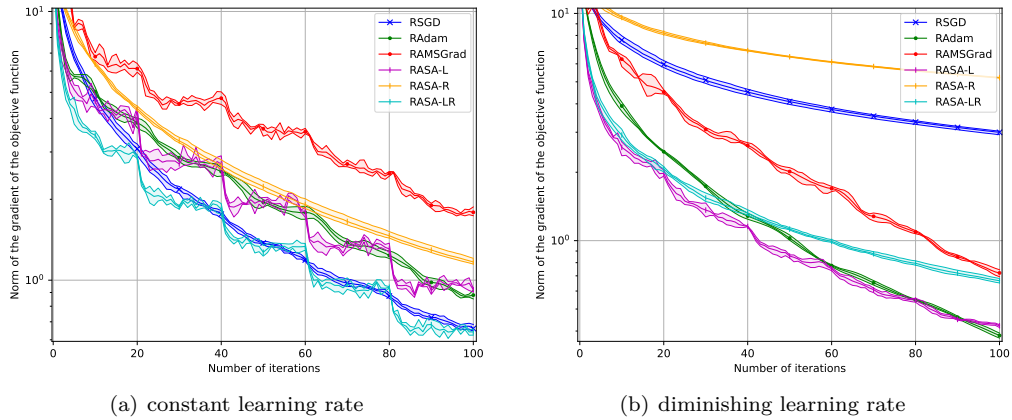 Norm of the gradient of the objective function
10¹
10⁰
0
20
40
60
80
100
Number of iterations
RSGD
RAdam
RAMSGrad
RASA-L
RASA-R
RASA-LR
(a) constant learning rate
Norm of the gradient of the objective function
10¹
10⁰
0
20
40
60
80
100
Number of iterations
RSGD
RAdam
RAMSGrad
RASA-L
RASA-R
RASA-LR
(b) diminishing learning rate